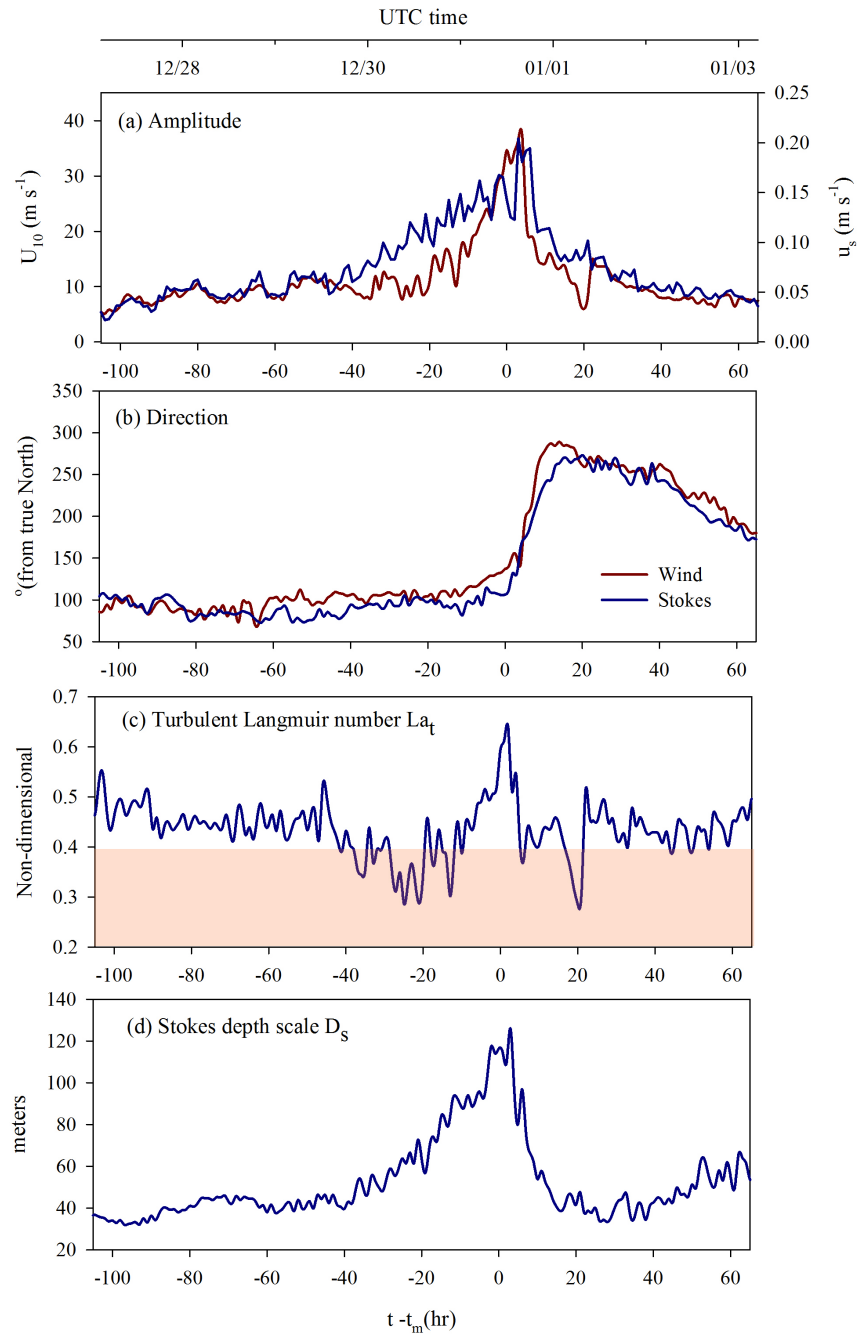 UTC time
12/28 12/30 01/01 01/03
(a) Amplitude
U10 (m s-1)
40
30
20
10
0
0.25
0.20
0.15
0.10
0.05
0.00
us (m s-1)
-100 -80 -60 -40 -20 0 20 40 60
(b) Direction
º(from true North)
350
300
250
200
150
100
50
Wind
Stokes
-100 -80 -60 -40 -20 0 20 40 60
(c) Turbulent Langmuir number Lat
Non-dimensional
0.7
0.6
0.5
0.4
0.3
0.2
-100 -80 -60 -40 -20 0 20 40 60
(d) Stokes depth scale Ds
meters
140
120
100
80
60
40
20
-100 -80 -60 -40 -20 0 20 40 60
t -tm(hr)